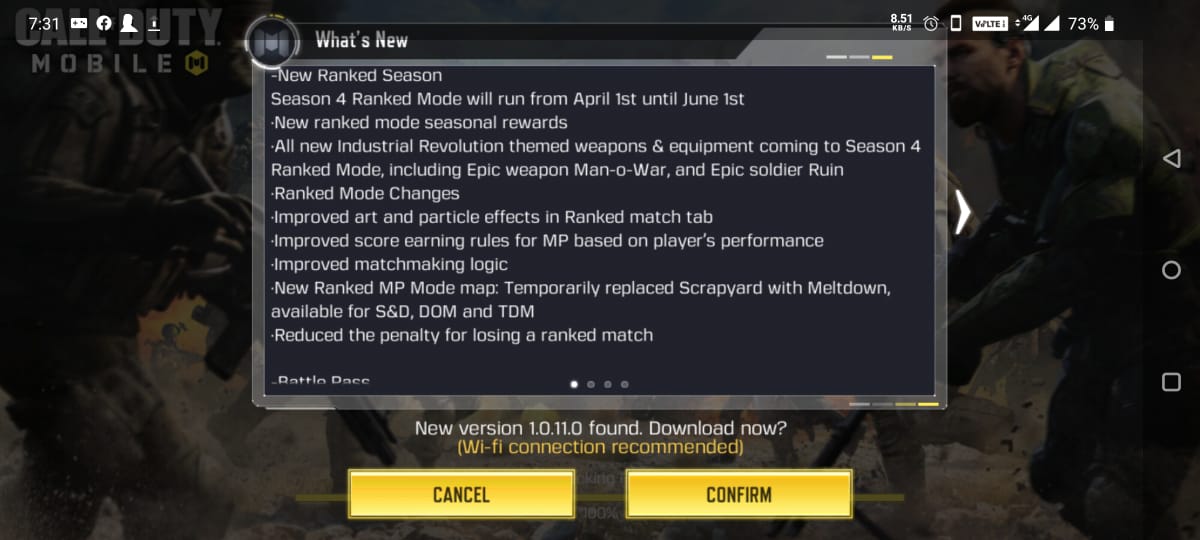 7:31
8.51
KB/S
VoLTE
4G
73%
CALL OF DUTY
MOBILE
What's New
-New Ranked Season
Season 4 Ranked Mode will run from April 1st until June 1st
·New ranked mode seasonal rewards
·All new Industrial Revolution themed weapons & equipment coming to Season 4
Ranked Mode, including Epic weapon Man-o-War, and Epic soldier Ruin
·Ranked Mode Changes
·Improved art and particle effects in Ranked match tab
·Improved score earning rules for MP based on player's performance
·Improved matchmaking logic
·New Ranked MP Mode map: Temporarily replaced Scrapyard with Meltdown,
available for S&D, DOM and TDM
·Reduced the penalty for losing a ranked match
-Battle Pass
New version 1.0.11.0 found. Download now?
(Wi-fi connection recommended)
CANCEL
CONFIRM
100%